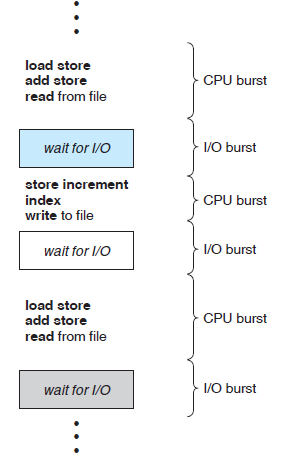 load store
add store
read from file
CPU burst
wait for I/O
I/O burst
store increment
index
write to file
CPU burst
wait for I/O
I/O burst
load store
add store
read from file
CPU burst
wait for I/O
I/O burst